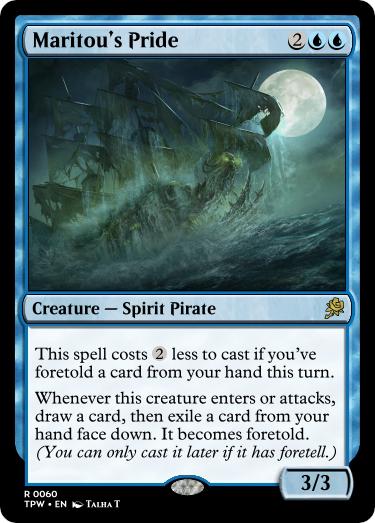 Maritou's Pride 2
Creature — Spirit Pirate
This spell costs 2 less to cast if you've
foretold a card from your hand this turn.
Whenever this creature enters or attacks,
draw a card, then exile a card from your
hand face down. It becomes foretold.
(You can only cast it later if it has foretell.)
3/3
R 0060
TPW • EN Talha T